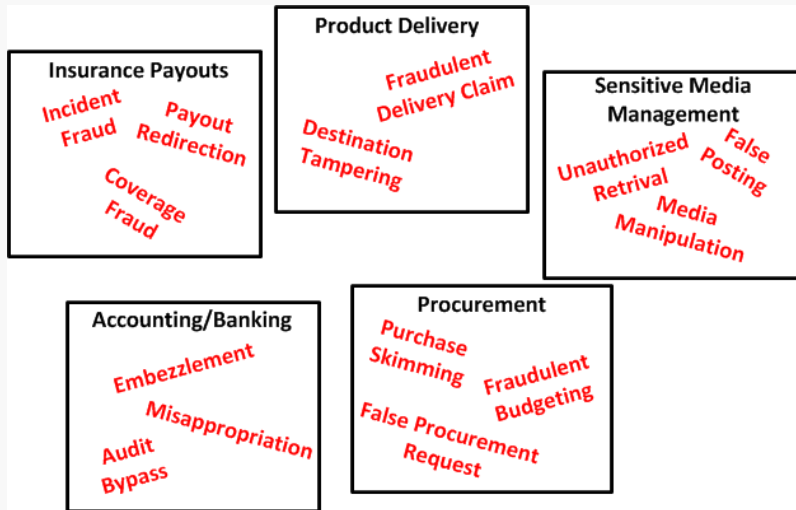 Insurance Payouts
Incident
Fraud
Payout
Redirection
Coverage
Fraud
Product Delivery
Fraudulent
Delivery Claim
Destination
Tampering
Sensitive Media
Management
Unauthorized
Retrival
False
Posting
Media
Manipulation
Accounting/Banking
Embezzlement
Misappropriation
Audit
Bypass
Procurement
Purchase
Skimming
Fraudulent
Budgeting
False Procurement
Request